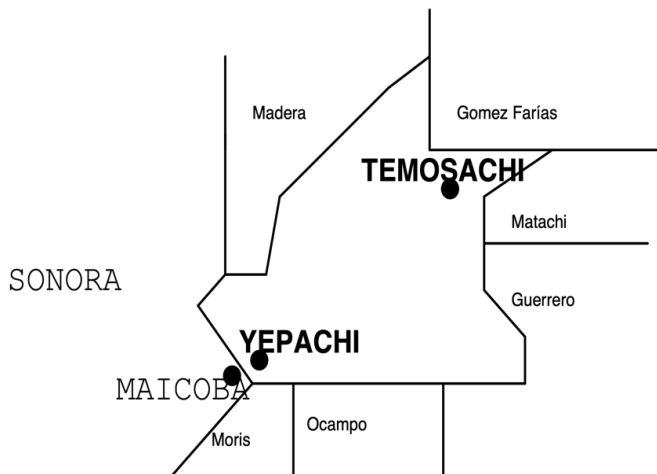 Madera
Gomez Farías
TEMOSACHI
Matachi
SONORA
Guerrero
YEPACHI
MAICOBA
Ocampo
Moris